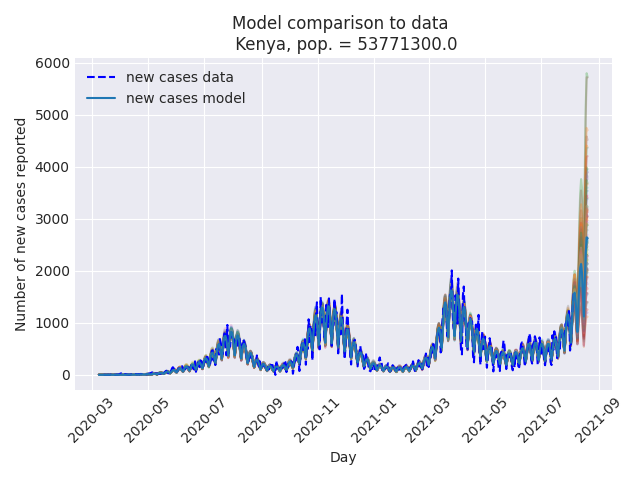 Model comparison to data
Kenya, pop. = 53771300.0
new cases data
new cases model
Number of new cases reported
6000
5000
4000
3000
2000
1000
0
2020-03
2020-05
2020-07
2020-09
2020-11
2021-01
2021-03
2021-05
2021-07
2021-09
Day